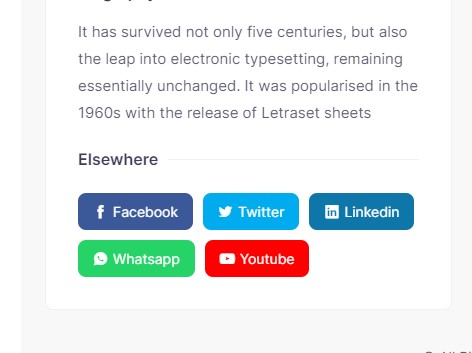 It has survived not only five centuries, but also
the leap into electronic typesetting, remaining
essentially unchanged. It was popularised in the
1960s with the release of Letraset sheets
Elsewhere
Facebook Twitter Linkedin
Whatsapp Youtube